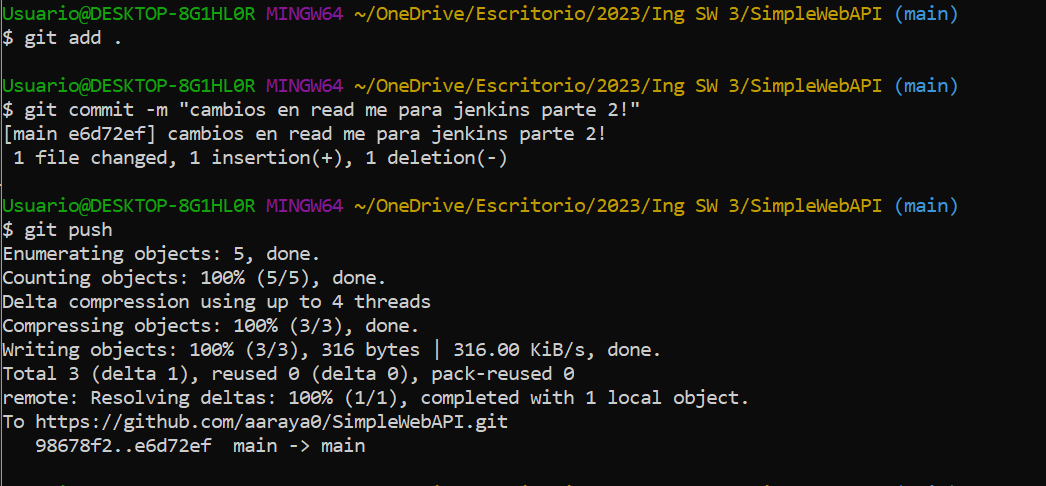 Usuario@DESKTOP-8G1HL0R MINGW64 ~/OneDrive/Escritorio/2023/Ing SW 3/SimpleWebAPI (main)
$ git add .
Usuario@DESKTOP-8G1HL0R MINGW64 ~/OneDrive/Escritorio/2023/Ing SW 3/SimpleWebAPI (main)
$ git commit -m "cambios en read me para jenkins parte 2!"
[main e6d72ef] cambios en read me para jenkins parte 2!
 1 file changed, 1 insertion(+), 1 deletion(-)
Usuario@DESKTOP-8G1HL0R MINGW64 ~/OneDrive/Escritorio/2023/Ing SW 3/SimpleWebAPI (main)
$ git push
Enumerating objects: 5, done.
Counting objects: 100% (5/5), done.
Delta compression using up to 4 threads
Compressing objects: 100% (3/3), done.
Writing objects: 100% (3/3), 316 bytes | 316.00 KiB/s, done.
Total 3 (delta 1), reused 0 (delta 0), pack-reused 0
remote: Resolving deltas: 100% (1/1), completed with 1 local object.
To https://github.com/aaraya0/SimpleWebAPI.git
   98678f2..e6d72ef  main -> main